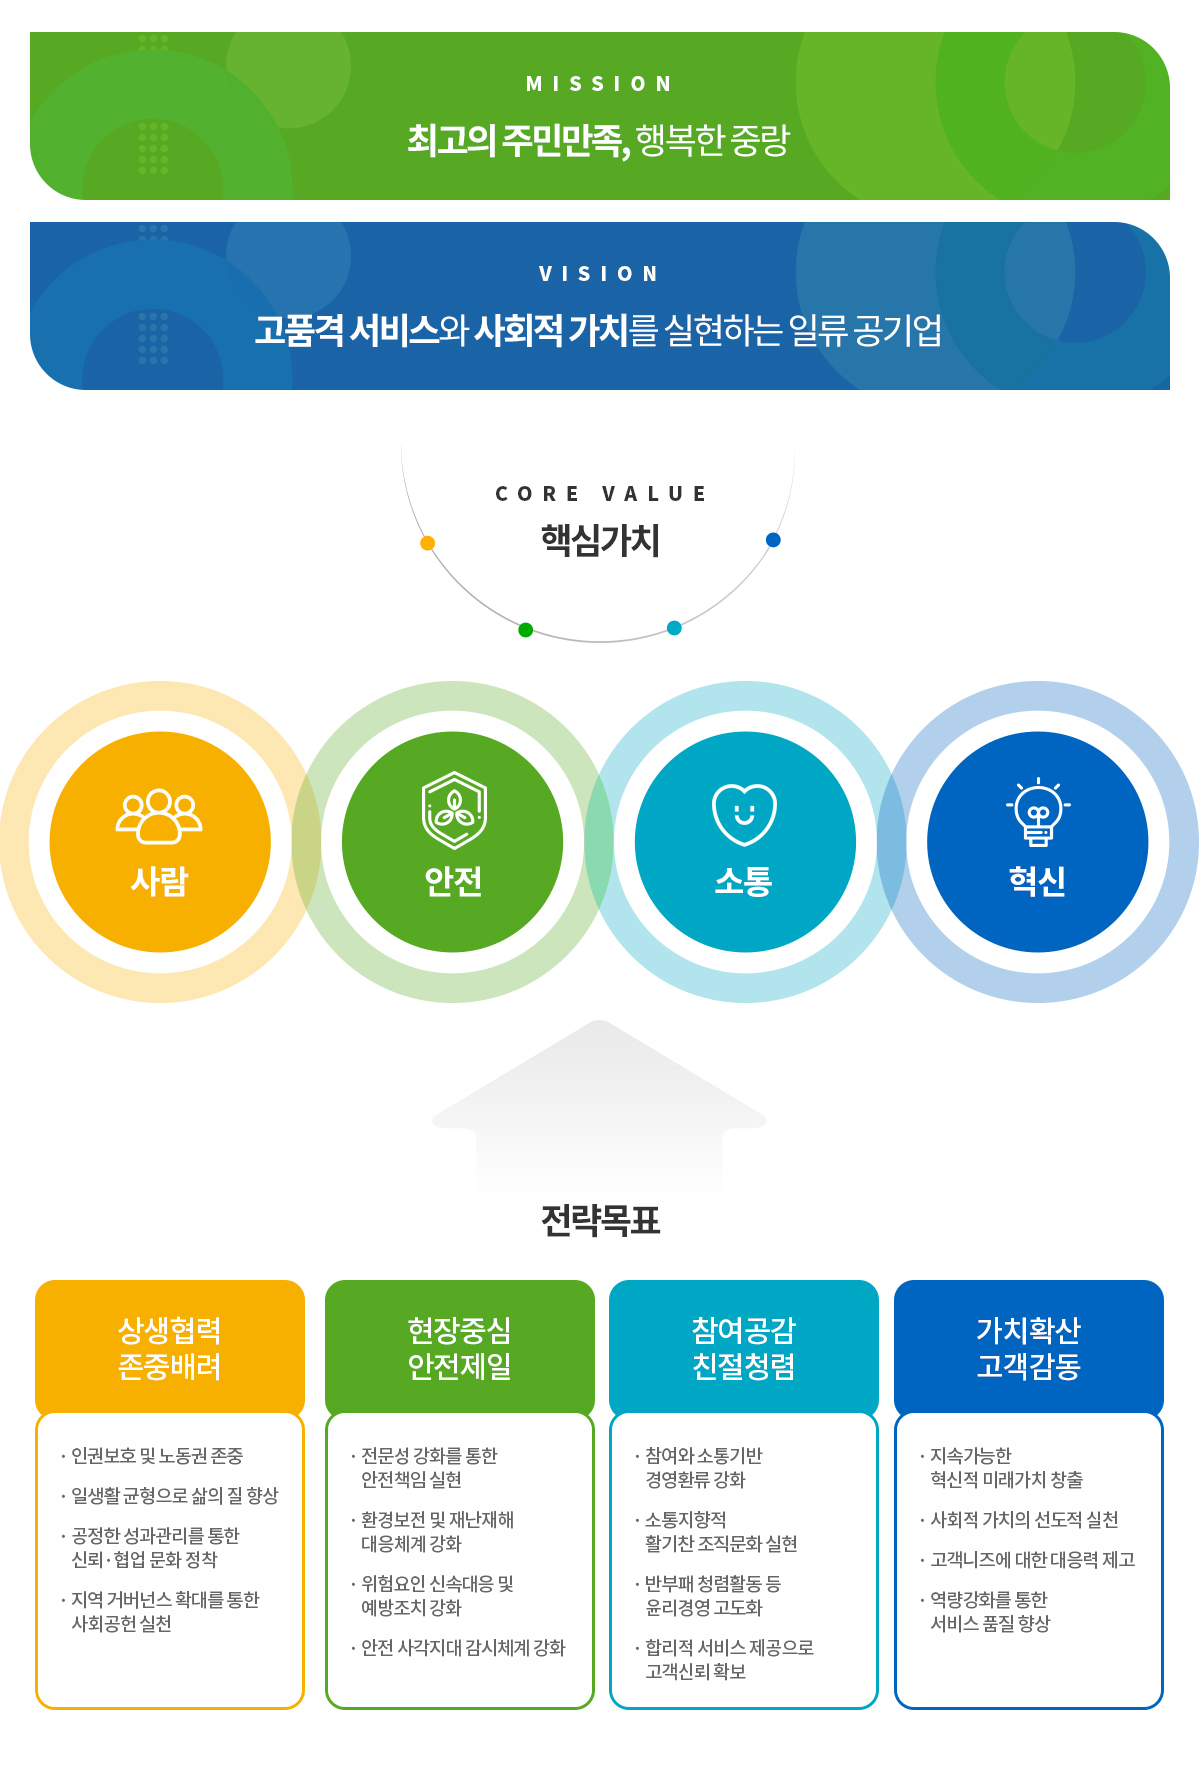 MISSION
최고의 주민만족, 행복한 중랑
VISION
고품격 서비스와 사회적 가치를 실현하는 일류 공기업
CORE VALUE
핵심가치
사람
안전
소통
혁신
전략목표
상생협력
존중배려
· 인권보호 및 노동권 존중
· 일생활 균형으로 삶의 질 향상
· 공정한 성과관리를 통한
신뢰·협업 문화 정착
· 지역 거버넌스 확대를 통한
사회공헌 실천
현장중심
안전제일
· 전문성 강화를 통한
안전책임 실현
· 환경보전 및 재난재해
대응체계 강화
· 위험요인 신속대응 및
예방조치 강화
· 안전 사각지대 감시체계 강화
참여공감
친절청렴
· 참여와 소통기반
경영환류 강화
· 소통지향적
활기찬 조직문화 실현
· 반부패 청렴활동 등
윤리경영 고도화
· 합리적 서비스 제공으로
고객신뢰 확보
가치확산
고객감동
· 지속가능한
혁신적 미래가치 창출
· 사회적 가치의 선도적 실천
· 고객니즈에 대한 대응력 제고
· 역량강화를 통한
서비스 품질 향상